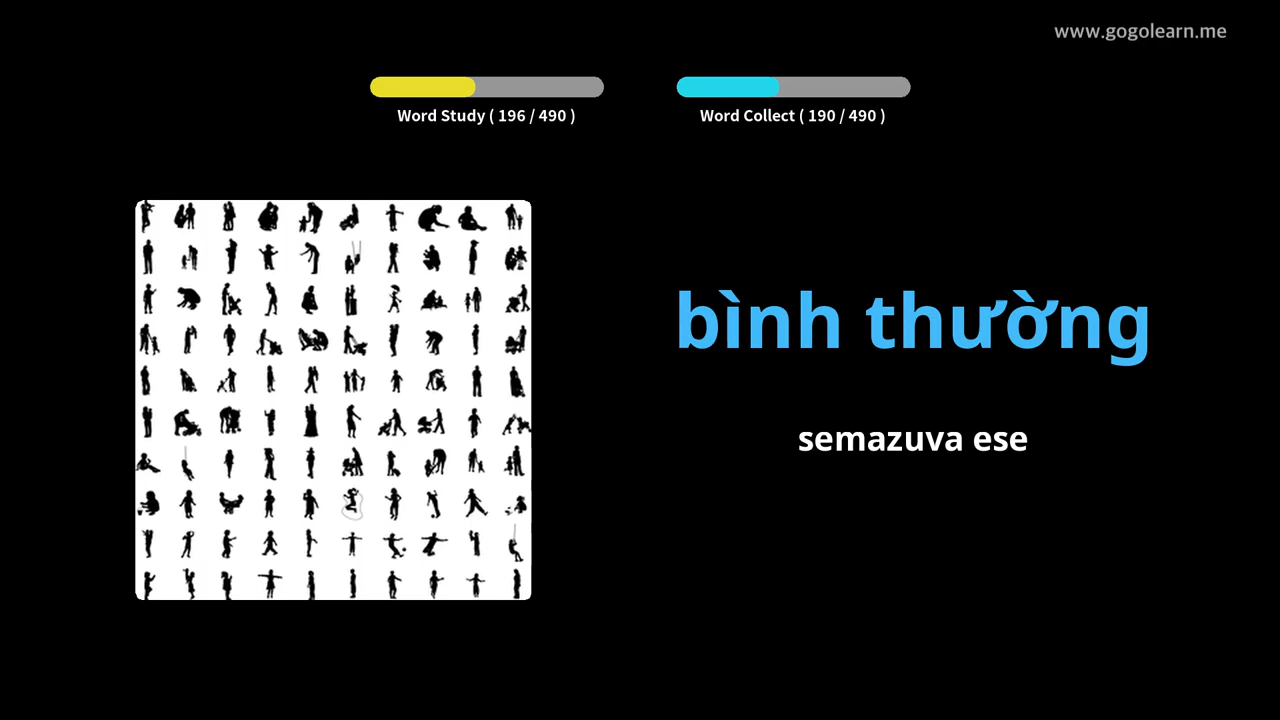 www.gogolearn.me
Word Study ( 196 / 490 )
Word Collect ( 190 / 490 )
bình thường
semazuva ese